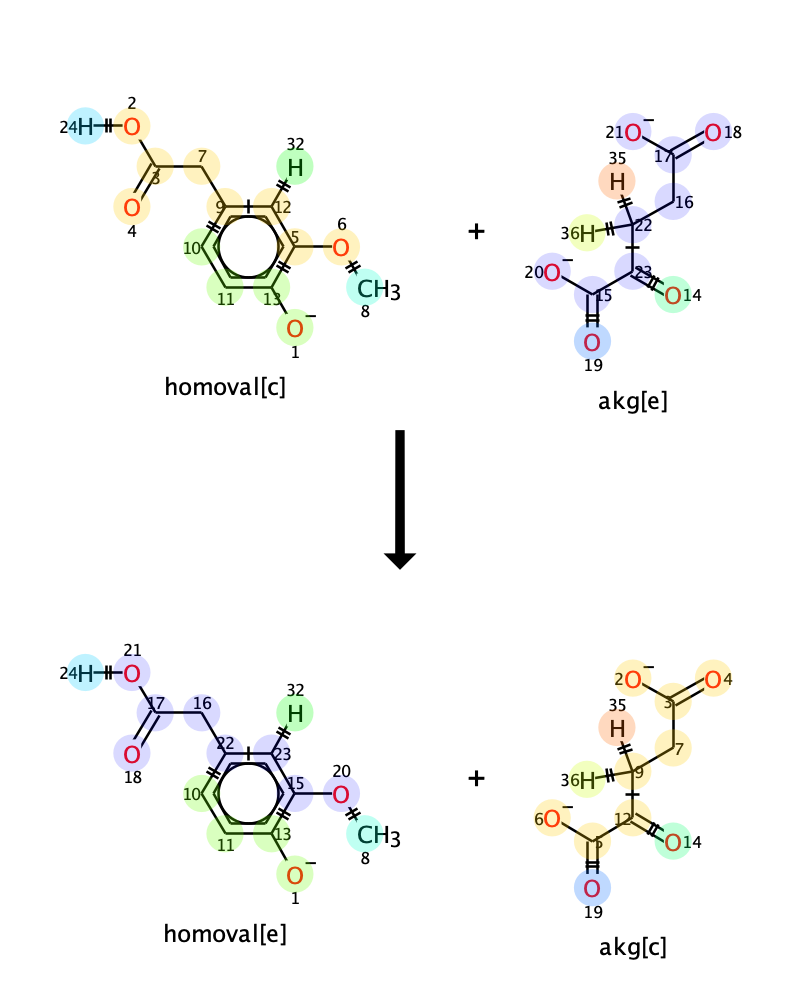 2
24 H O
3 7
O
4
32
H
9 12
10 5 O 6
11 13 CH3
8
O −
1
homoval[c]
+
21 O − O 18
17
35
H
16
36 H 22
20 O − 23
15 O 14
O
19
akg[e]
21
24 H O
17 16
O
18
32
H
22 23
10 15 O 20
11 13 CH3
8
O −
1
homoval[e]
+
2 O − O 4
3
35
H
7
36 H 9
6 O − 12
5 O 14
O
19
akg[c]